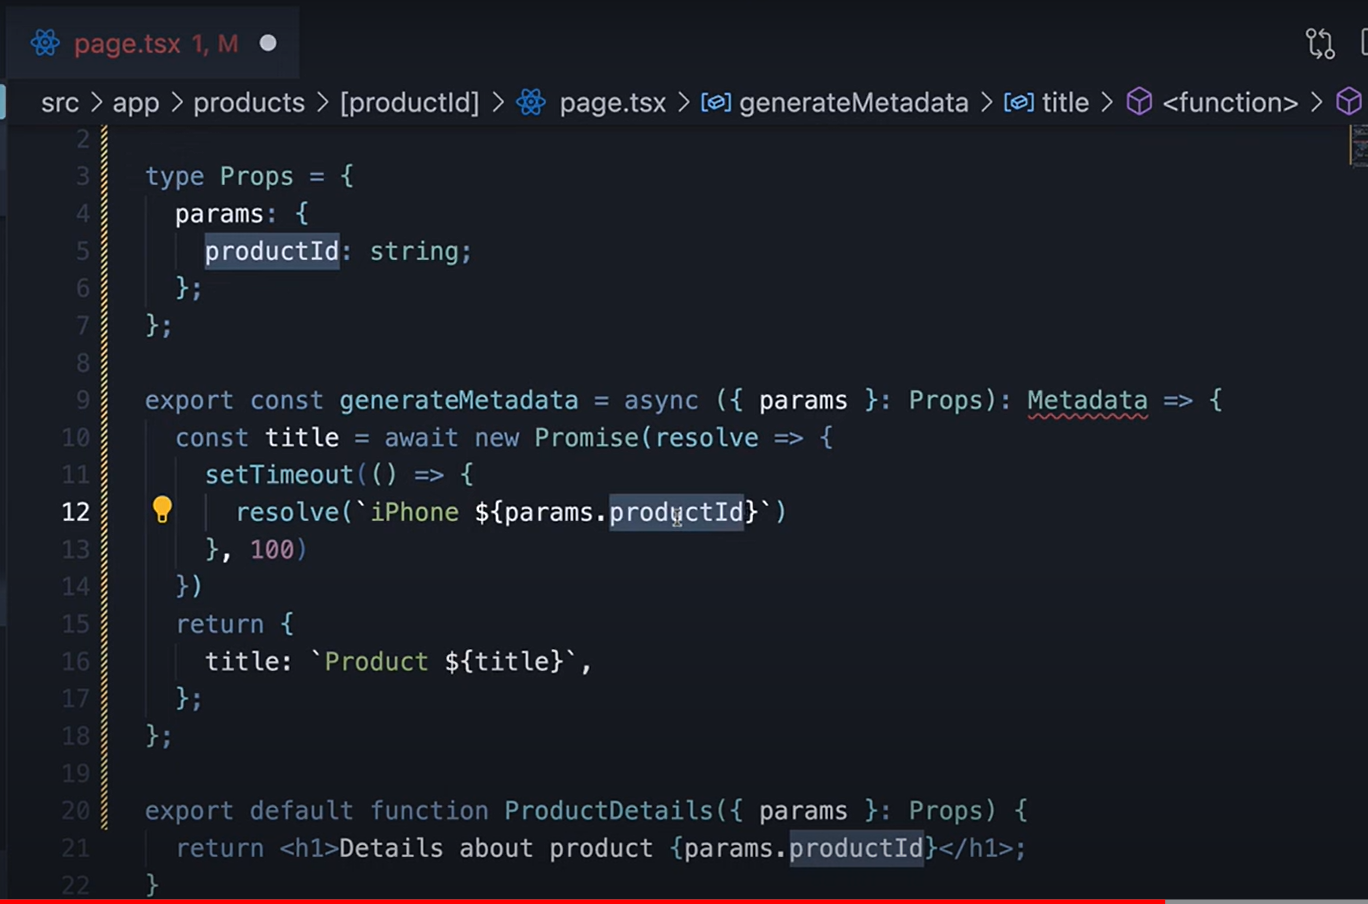 page.tsx 1, M
src > app > products > [productId] > page.tsx > generateMetadata > title > <function> >
2
3 type Props = {
4 params: {
5 productId: string;
6 };
7 };
8
9 export const generateMetadata = async ({ params }: Props): Metadata => {
10 const title = await new Promise(resolve => {
11 setTimeout(() => {
12 resolve(`iPhone ${params.productId}`)
13 }, 100)
14 })
15 return {
16 title: `Product ${title}`,
17 };
18 };
19
20 export default function ProductDetails({ params }: Props) {
21 return <h1>Details about product {params.productId}</h1>;
22 }